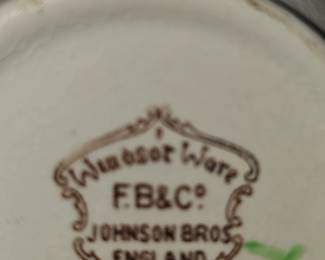 Windsor Ware
F.B&Cº
JOHNSON BROS
ENGLAND